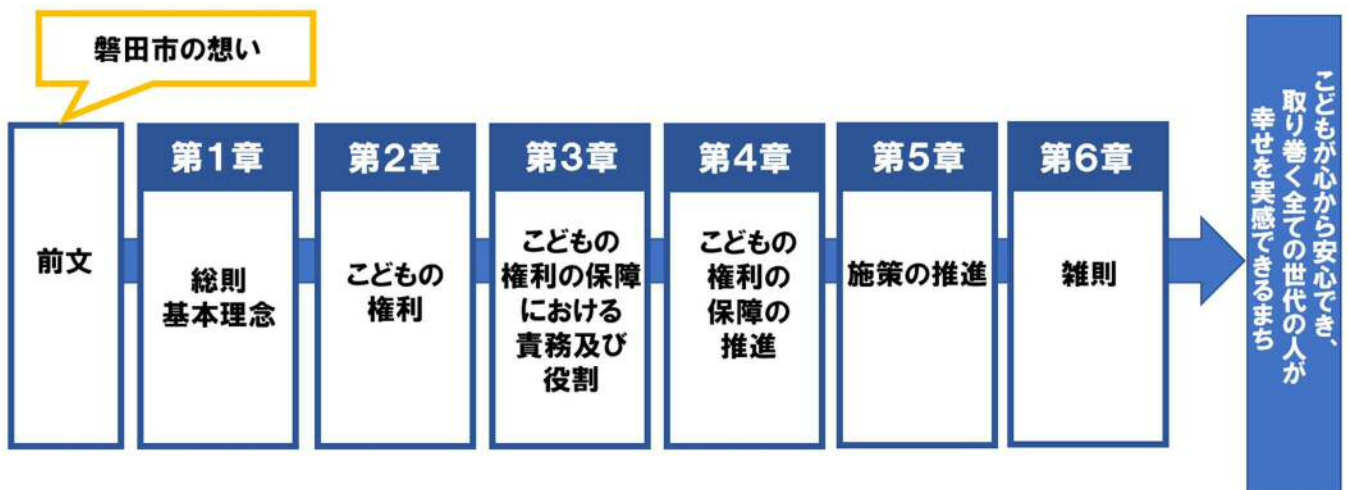 磐田市の想い
前文
第1章
総則
基本理念
第2章
こどもの
権利
第3章
こどもの
権利の保障
における
責務及び
役割
第4章
こどもの
権利の
保障の
推進
第5章
施策の推進
第6章
雑則
こどもが心から安心でき、
取り巻く全ての世代の人が
幸せを実感できるまち